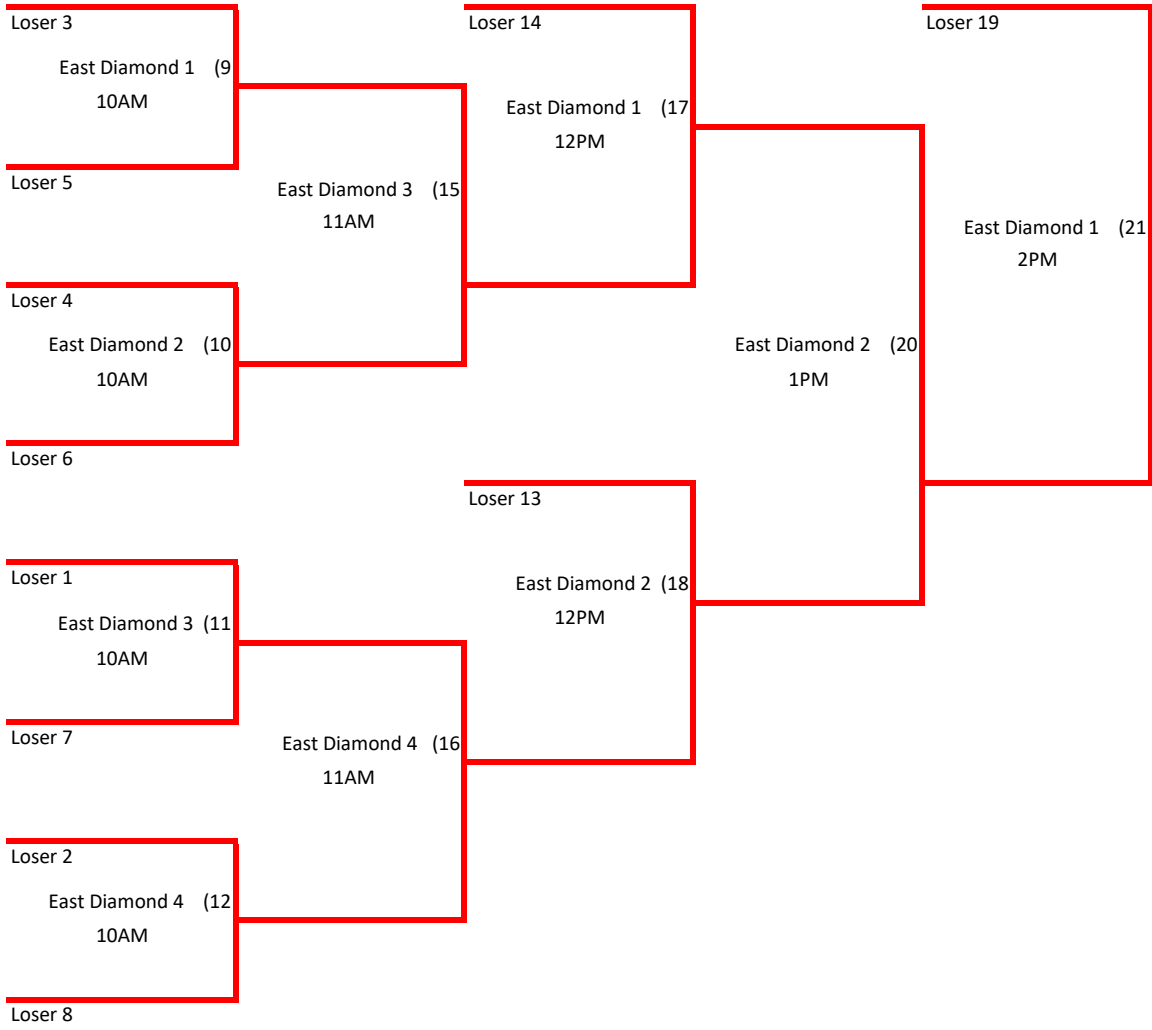 Loser 3
Loser 14
Loser 19
East Diamond 1 (9
10AM
East Diamond 1 (17
12PM
Loser 5
East Diamond 3 (15
11AM
East Diamond 1 (21
2PM
Loser 4
East Diamond 2 (10
10AM
East Diamond 2 (20
1PM
Loser 6
Loser 13
Loser 1
East Diamond 2 (18
12PM
East Diamond 3 (11
10AM
Loser 7
East Diamond 4 (16
11AM
Loser 2
East Diamond 4 (12
10AM
Loser 8